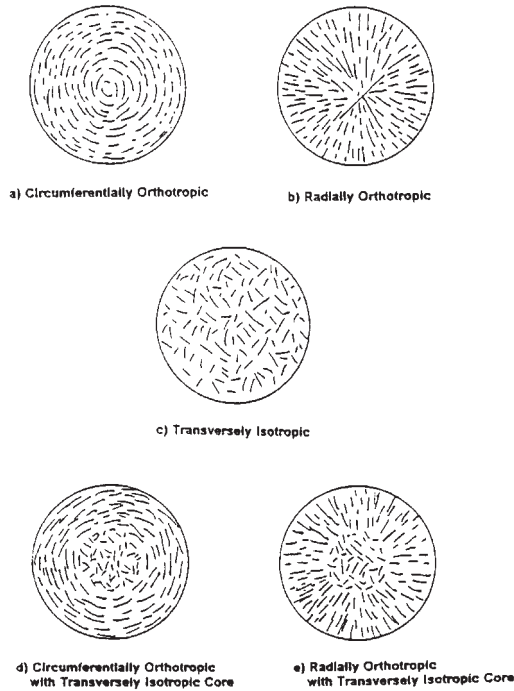 a) Circumferentially Orthotropic
b) Radially Orthotropic
c) Transversely Isotropic
d) Circumferentially Orthotropic
with Transversely Isotropic Core
e) Radially Orthotropic
with Transversely Isotropic Core